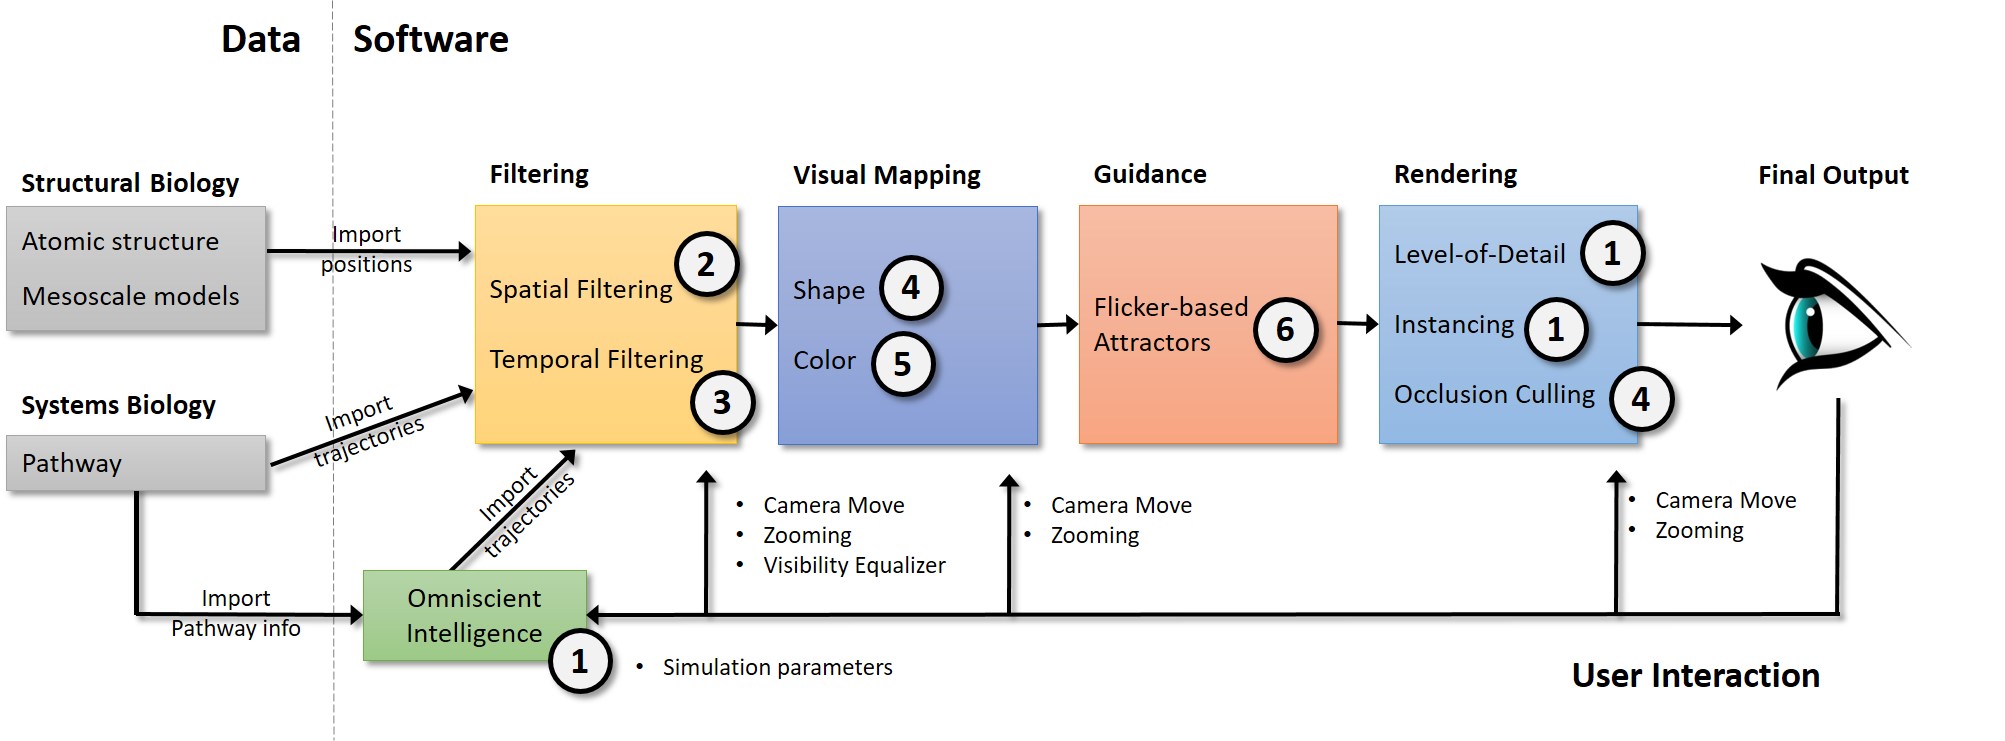 Data
Software
Structural Biology
Atomic structure
Mesoscale models
Import
positions
Systems Biology
Pathway
Import
trajectories
Import
Pathway info
Filtering
Spatial Filtering
2
Temporal Filtering
3
Import
trajectories
Omniscient
Intelligence
1
• Simulation parameters
Visual Mapping
Shape
4
Color
5
• Camera Move
• Zooming
• Visibility Equalizer
Guidance
Flicker-based
Attractors
6
• Camera Move
• Zooming
Rendering
Level-of-Detail
1
Instancing
1
Occlusion Culling
4
• Camera Move
• Zooming
Final Output
User Interaction